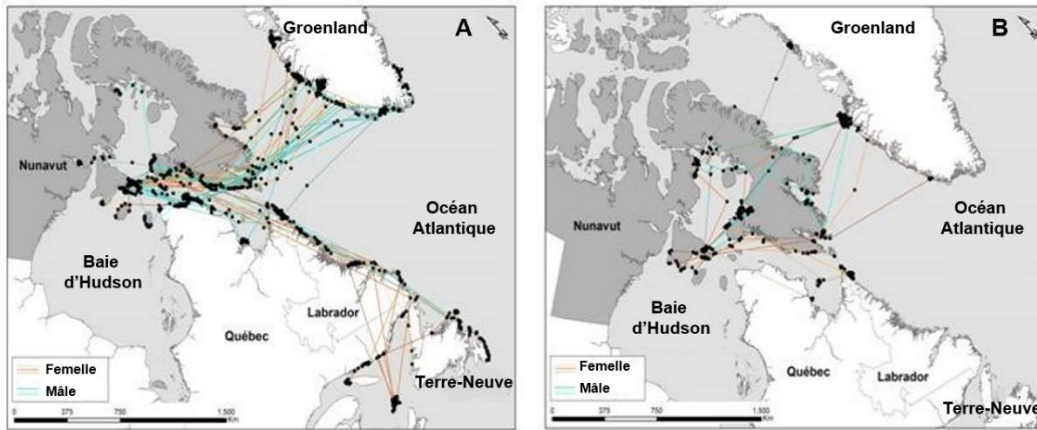 Groenland
A
Nunavut
Océan
Atlantique
Baie
d'Hudson
Labrador
Québec
Terre-Neuve
Femelle
Mâle
0 375 750 1,500
Km
Groenland
B
Nunavut
Océan
Atlantique
Baie
d'Hudson
Québec
Labrador
Terre-Neuve
Femelle
Mâle
0 375 750 1,500
Km